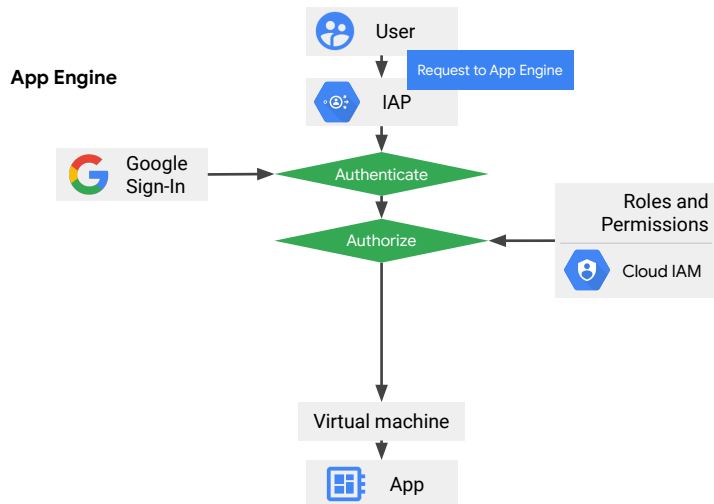 User
Request to App Engine
App Engine
IAP
Google
Sign-In
Authenticate
Roles and
Permissions
Authorize
Cloud IAM
Virtual machine
App